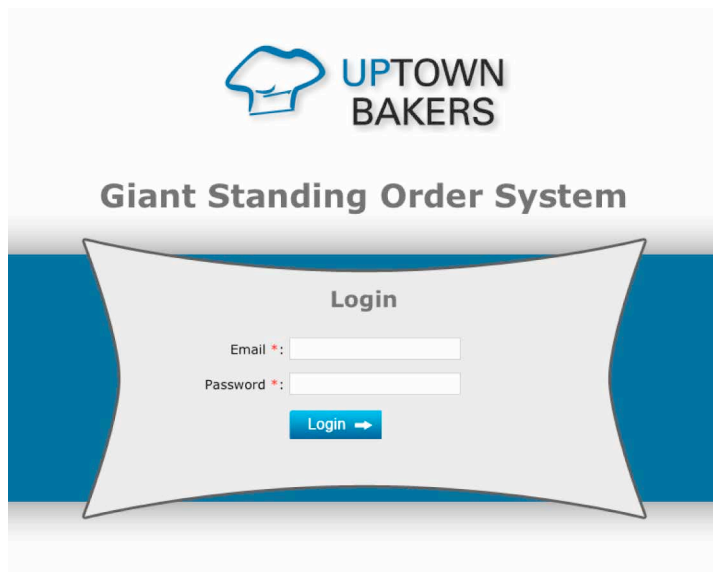 UPTOWN
BAKERS
Giant Standing Order System
Login
Email *:
Password *:
Login